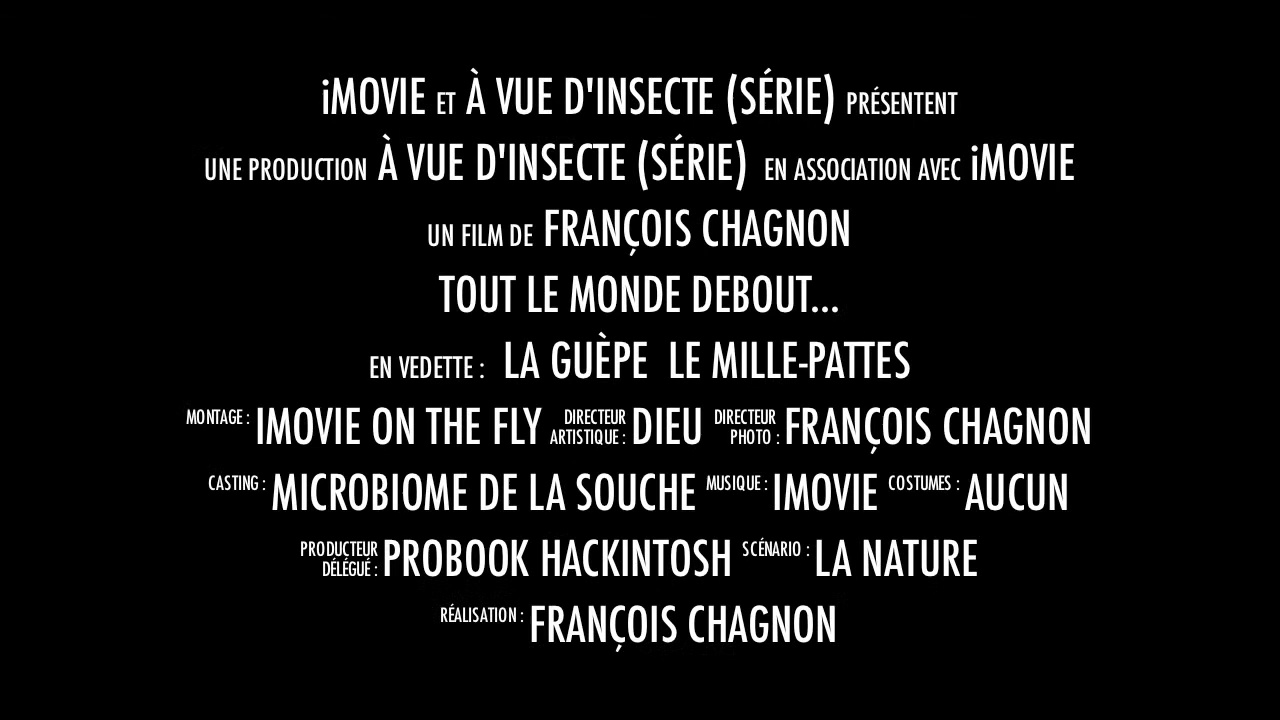 iMOVIE ET À VUE D'INSECTE (SÉRIE) PRÉSENTENT
UNE PRODUCTION À VUE D'INSECTE (SÉRIE) EN ASSOCIATION AVEC iMOVIE
UN FILM DE FRANÇOIS CHAGNON
TOUT LE MONDE DEBOUT...
EN VEDETTE : LA GUÈPE LE MILLE-PATTES
MONTAGE : IMOVIE ON THE FLY DIRECTEUR ARTISTIQUE : DIEU DIRECTEUR PHOTO : FRANÇOIS CHAGNON
CASTING : MICROBIOME DE LA SOUCHE MUSIQUE : IMOVIE COSTUMES : AUCUN
PRODUCTEUR DÉLÉGUÉ : PROBOOK HACKINTOSH SCÉNARIO : LA NATURE
RÉALISATION : FRANÇOIS CHAGNON